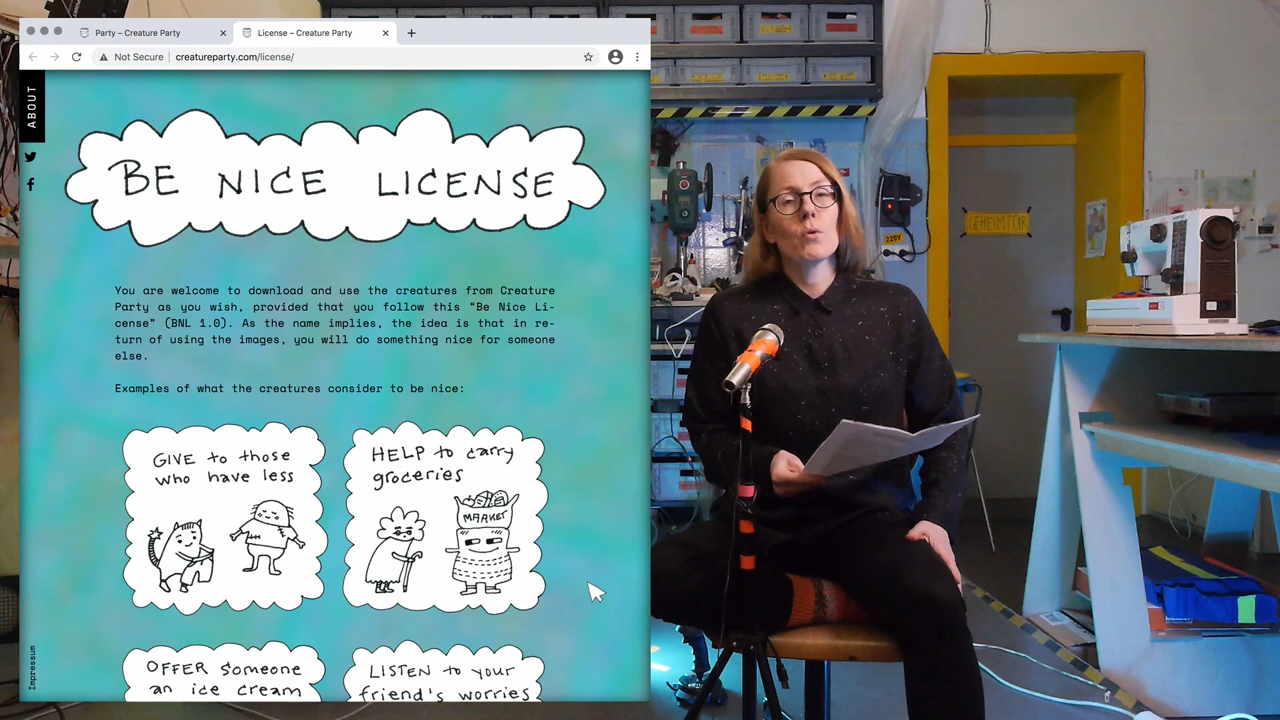 Party – Creature Party
License – Creature Party
Not Secure
creatureparty.com/license/
ABOUT
BE NICE LICENSE
You are welcome to download and use the creatures from Creature
Party as you wish, provided that you follow this “Be Nice Li-
cense” (BNL 1.0). As the name implies, the idea is that in re-
turn of using the images, you will do something nice for someone
else.
Examples of what the creatures consider to be nice:
GIVE to those
who have less
HELP to carry
groceries
MARKET
OFFER someone
an ice cream
LISTEN to your
friend's worries
Impressum
220V
GEHEIMTÜR